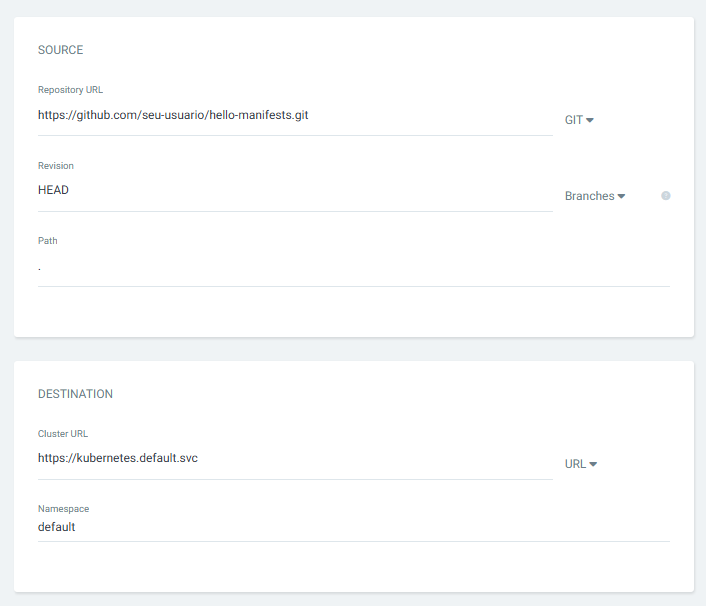 SOURCE
Repository URL
https://github.com/seu-usuario/hello-manifests.git
GIT
Revision
HEAD
Branches
?
Path
.
DESTINATION
Cluster URL
https://kubernetes.default.svc
URL
Namespace
default